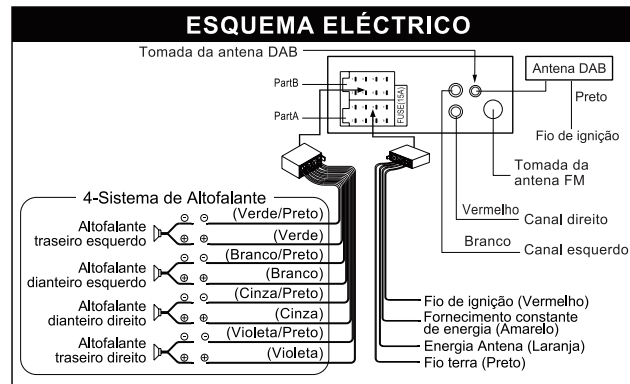 ESQUEMA ELÉCTRICO
Tomada da antena DAB
Antena DAB
PartB
PartA
FUSE(15A)
Preto
Fio de ignição
Tomada da
antena FM
Vermelho
Canal direito
Branco
Canal esquerdo
4-Sistema de Altofalante
Altofalante
traseiro esquerdo
(Verde/Preto)
(Verde)
Altofalante
dianteiro esquerdo
(Branco/Preto)
(Branco)
Altofalante
dianteiro direito
(Cinza/Preto)
(Cinza)
Altofalante
traseiro direito
(Violeta/Preto)
(Violeta)
Fio de ignição (Vermelho)
Fornecimento constante
de energia (Amarelo)
Energia Antena (Laranja)
Fio terra (Preto)